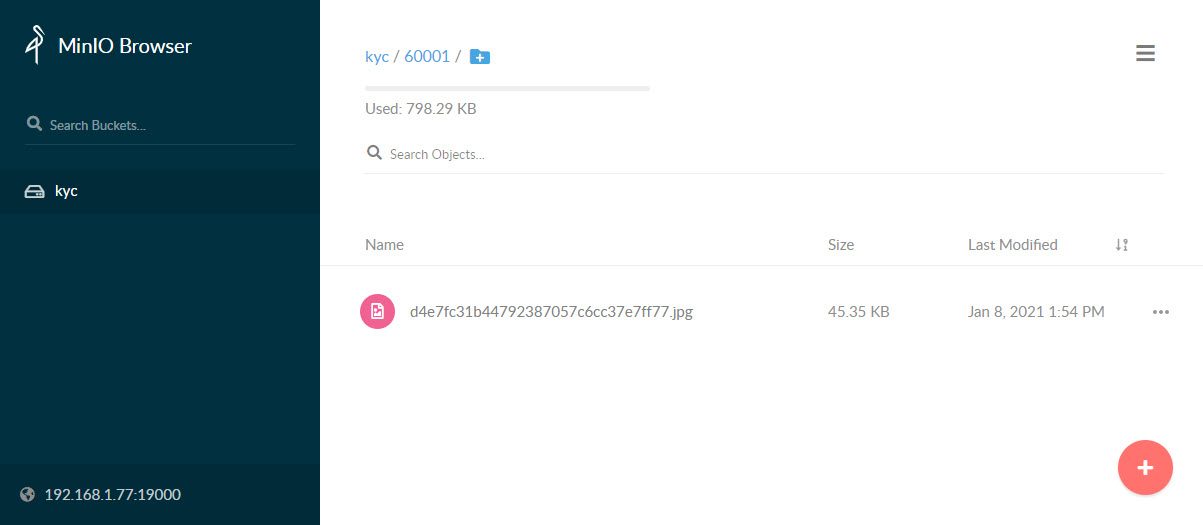 MinIO Browser
Search Buckets...
kyc
192.168.1.77:19000
kyc / 60001 /
Used: 798.29 KB
Search Objects...
Name Size Last Modified
d4e7fc31b44792387057c6cc37e7ff77.jpg 45.35 KB Jan 8, 2021 1:54 PM